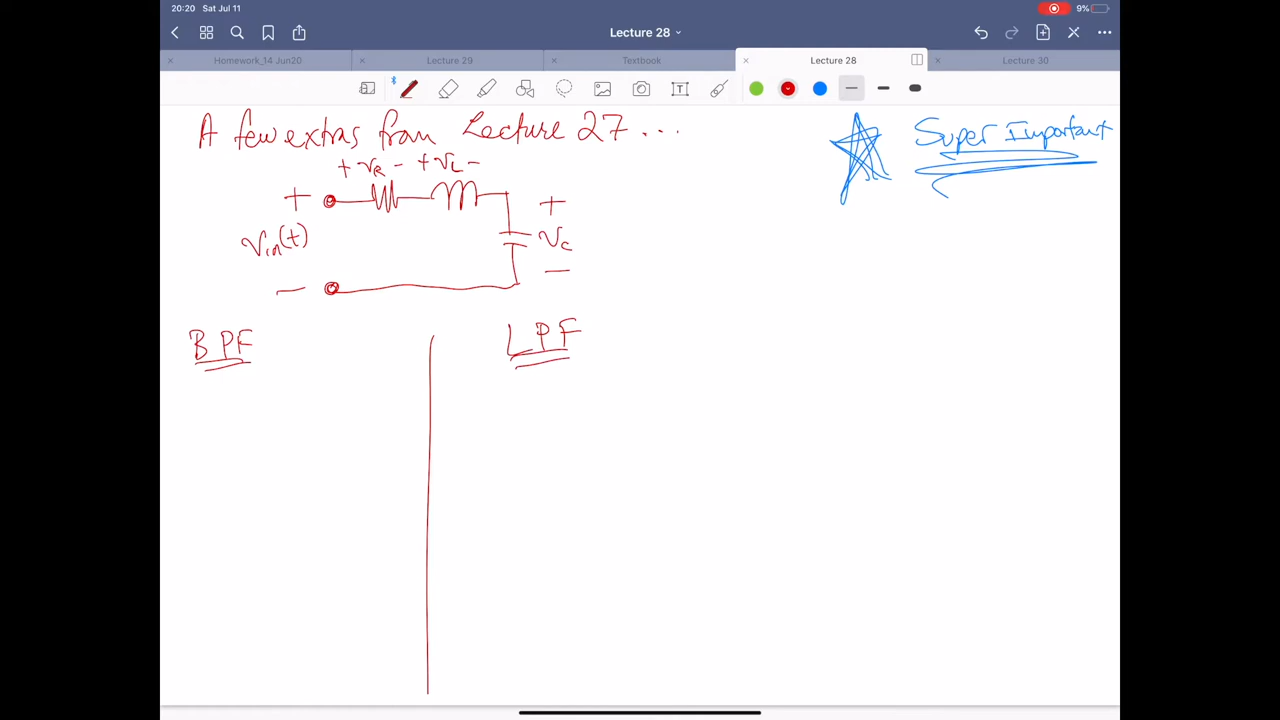 20:20 Sat Jul 11
9%
Lecture 28
Homework_14 Jun20
Lecture 29
Textbook
Lecture 28
Lecture 30
A few extras from Lecture 27 ...
Super Important
+ VR - + VL -
+
Vin(t)
-
+
VC
-
BPF
LPF